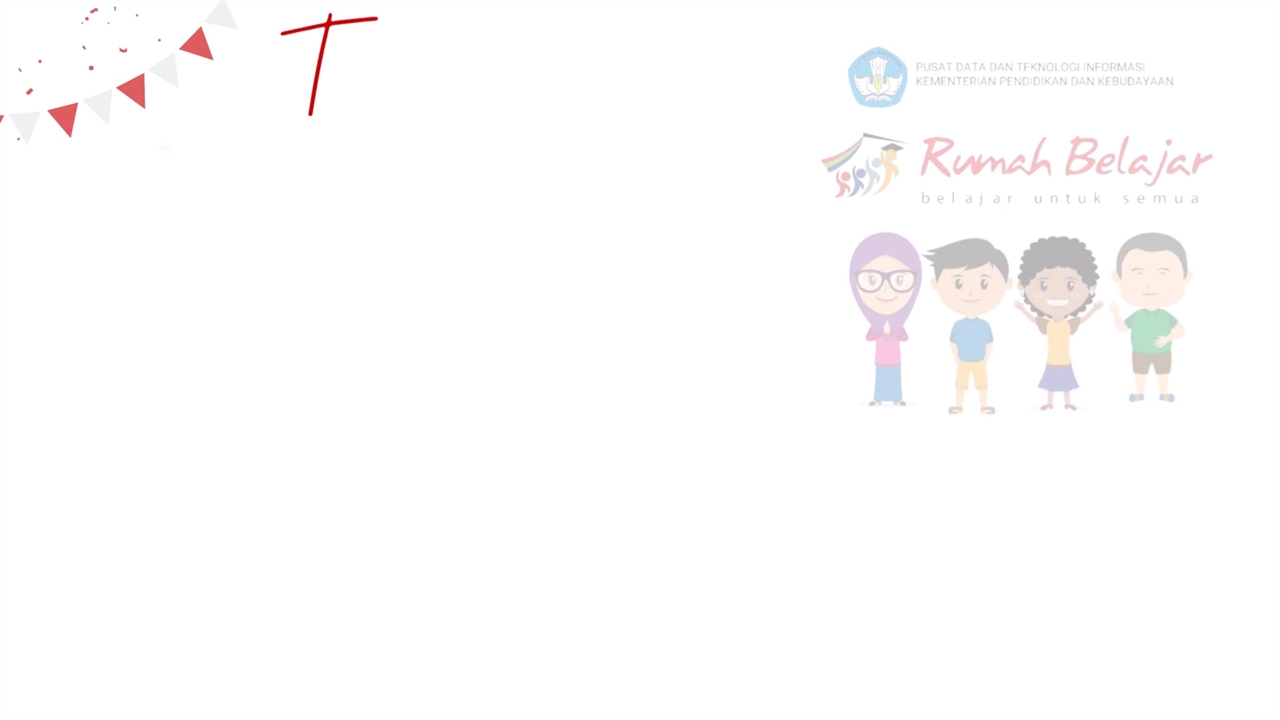 T
PUSAT DATA DAN TEKNOLOGI INFORMASI
KEMENTERIAN PENDIDIKAN DAN KEBUDAYAAN
Rumah Belajar
belajar untuk semua